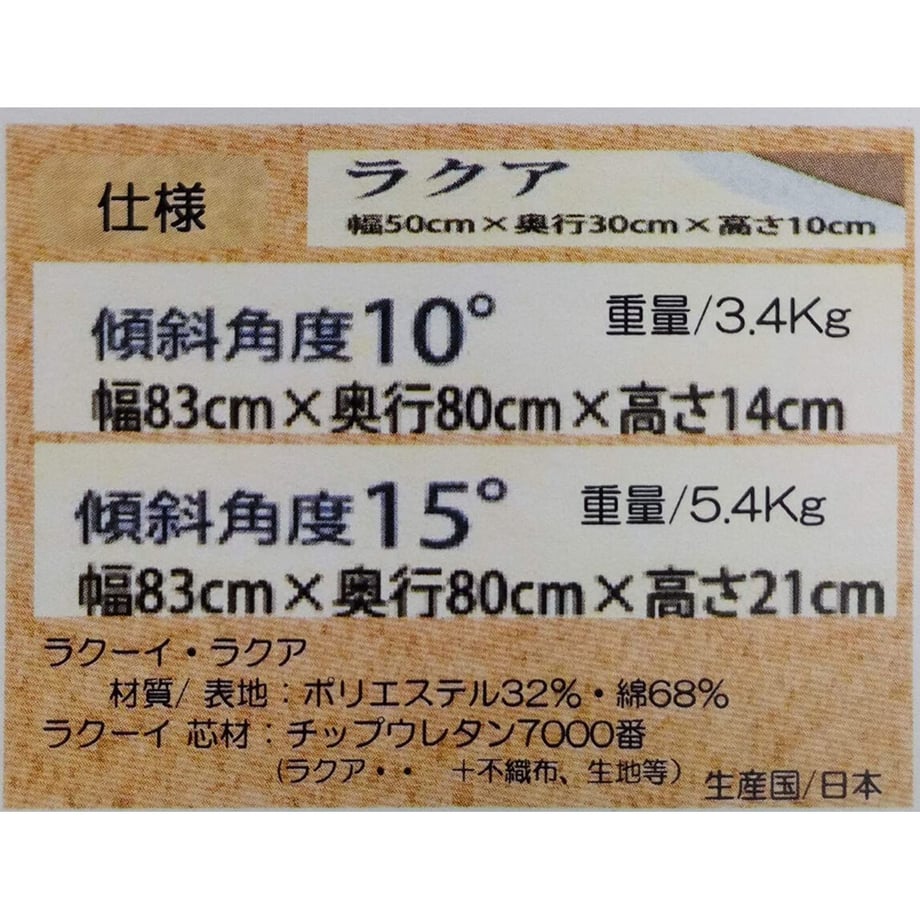 仕様
ラクア
幅50cm×奥行30cm×高さ10cm
傾斜角度10° 重量/3.4Kg
幅83cm×奥行80cm×高さ14cm
傾斜角度15° 重量/5.4Kg
幅83cm×奥行80cm×高さ21cm
ラクーイ・ラクア
材質/ 表地:ポリエステル32%・綿68%
ラクーイ 芯材:チップウレタン7000番
(ラクア・・ +不織布、生地等)
生産国/日本